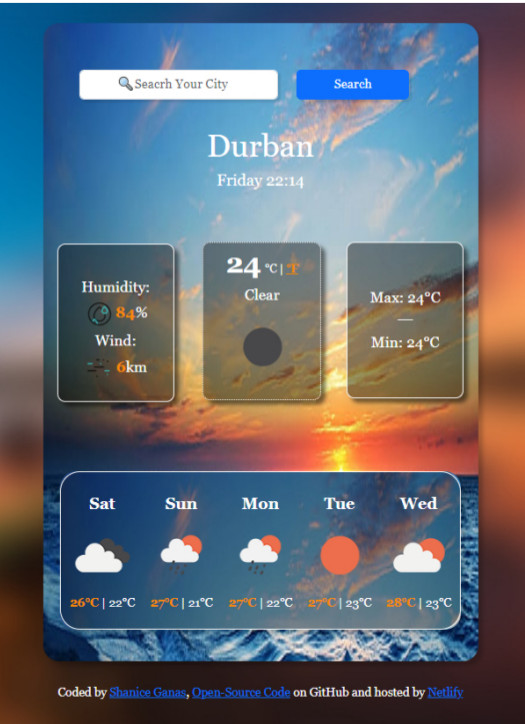 Seacrh Your City
Search
Durban
Friday 22:14
Humidity:
84%
Wind:
6km
24 °C | °F
Clear
Max: 24°C
—
Min: 24°C
Sat Sun Mon Tue Wed
26°C | 22°C 27°C | 21°C 27°C | 22°C 27°C | 23°C 28°C | 23°C
Coded by Shanice Ganas, Open-Source Code on GitHub and hosted by Netlify